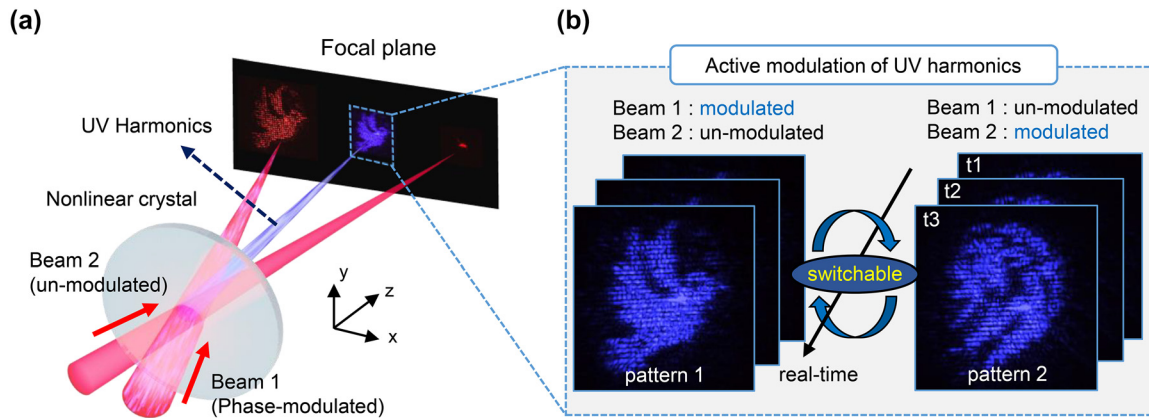 (a)
Focal plane
UV Harmonics
Nonlinear crystal
Beam 2
(un-modulated)
y
z
x
Beam 1
(Phase-modulated)
(b)
Active modulation of UV harmonics
Beam 1 : modulated
Beam 2 : un-modulated
Beam 1 : un-modulated
Beam 2 : modulated
t1
t2
t3
switchable
pattern 1
real-time
pattern 2